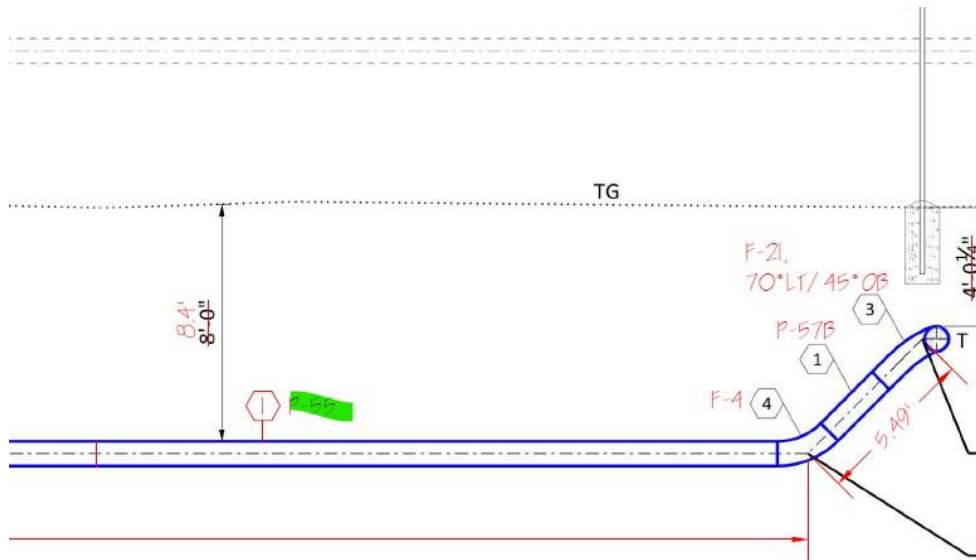 TG
F-21,
70°LT/ 45°OB
8.4'
8'-0"
4'-0¼"
3
P-57B
T
1
P-55
F-4
4
5.49'
1